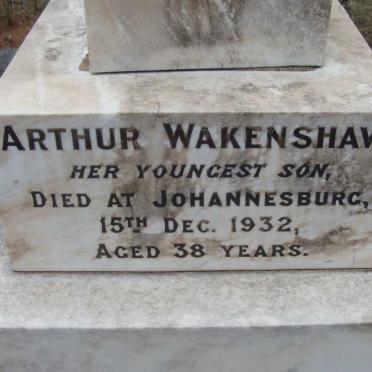 ARTHUR WAKENSHAW
HER YOUNGEST SON,
DIED AT JOHANNESBURG,
15TH DEC. 1932,
AGED 38 YEARS.